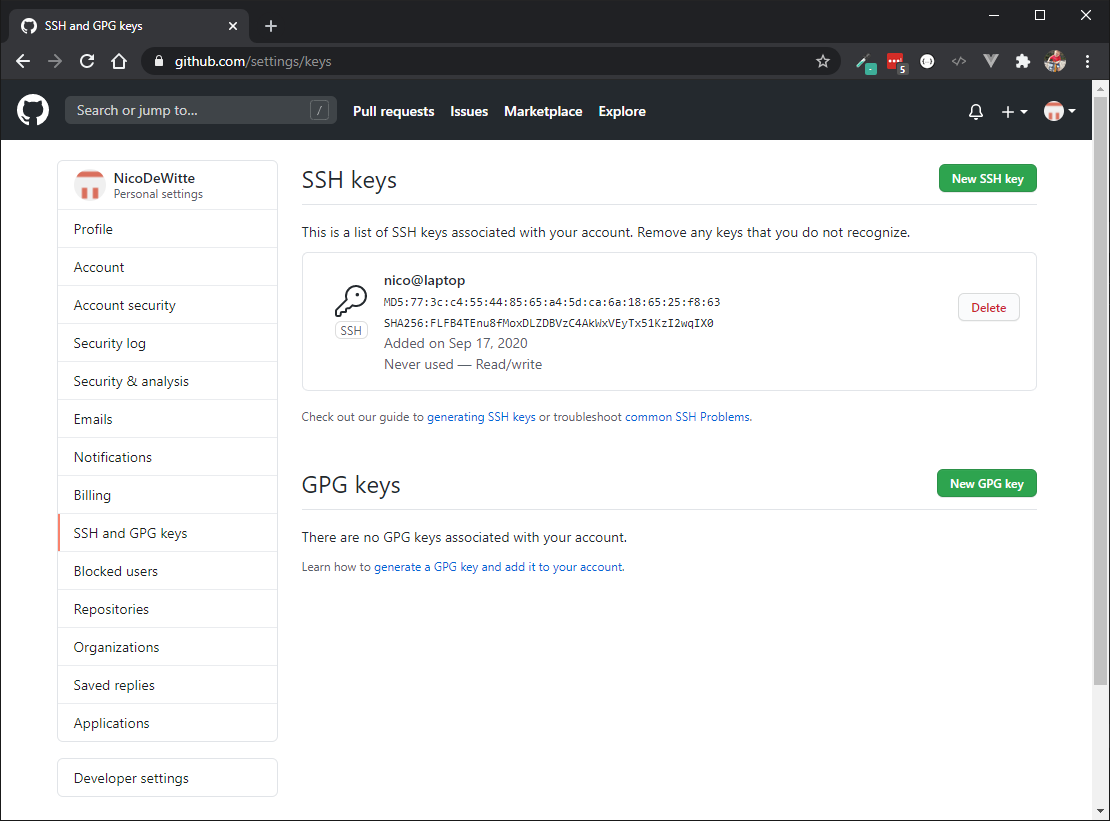 SSH and GPG keys
github.com/settings/keys
5
Search or jump to... /
Pull requests Issues Marketplace Explore
NicoDeWitte
Personal settings
Profile
Account
Account security
Security log
Security & analysis
Emails
Notifications
Billing
SSH and GPG keys
Blocked users
Repositories
Organizations
Saved replies
Applications
Developer settings
SSH keys
New SSH key
This is a list of SSH keys associated with your account. Remove any keys that you do not recognize.
SSH
nico@laptop
MD5:77:3c:c4:55:44:85:65:a4:5d:ca:6a:18:65:25:f8:63
SHA256:FLFB4TEnu8fMoxDLZDBVzC4AkWxVEyTx51KzI2wqIX0
Added on Sep 17, 2020
Never used — Read/write
Delete
Check out our guide to generating SSH keys or troubleshoot common SSH Problems.
GPG keys
New GPG key
There are no GPG keys associated with your account.
Learn how to generate a GPG key and add it to your account.